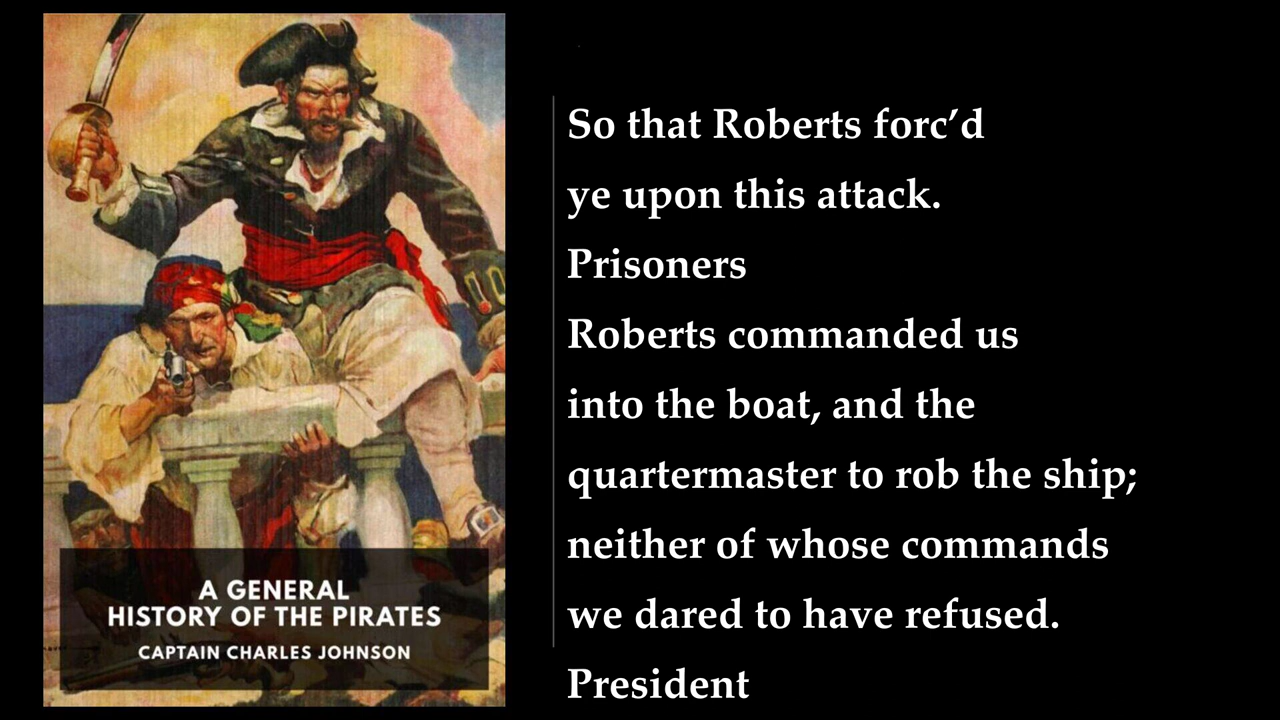 A GENERAL
HISTORY OF THE PIRATES
CAPTAIN CHARLES JOHNSON
So that Roberts forc’d
ye upon this attack.
Prisoners
Roberts commanded us
into the boat, and the
quartermaster to rob the ship;
neither of whose commands
we dared to have refused.
President